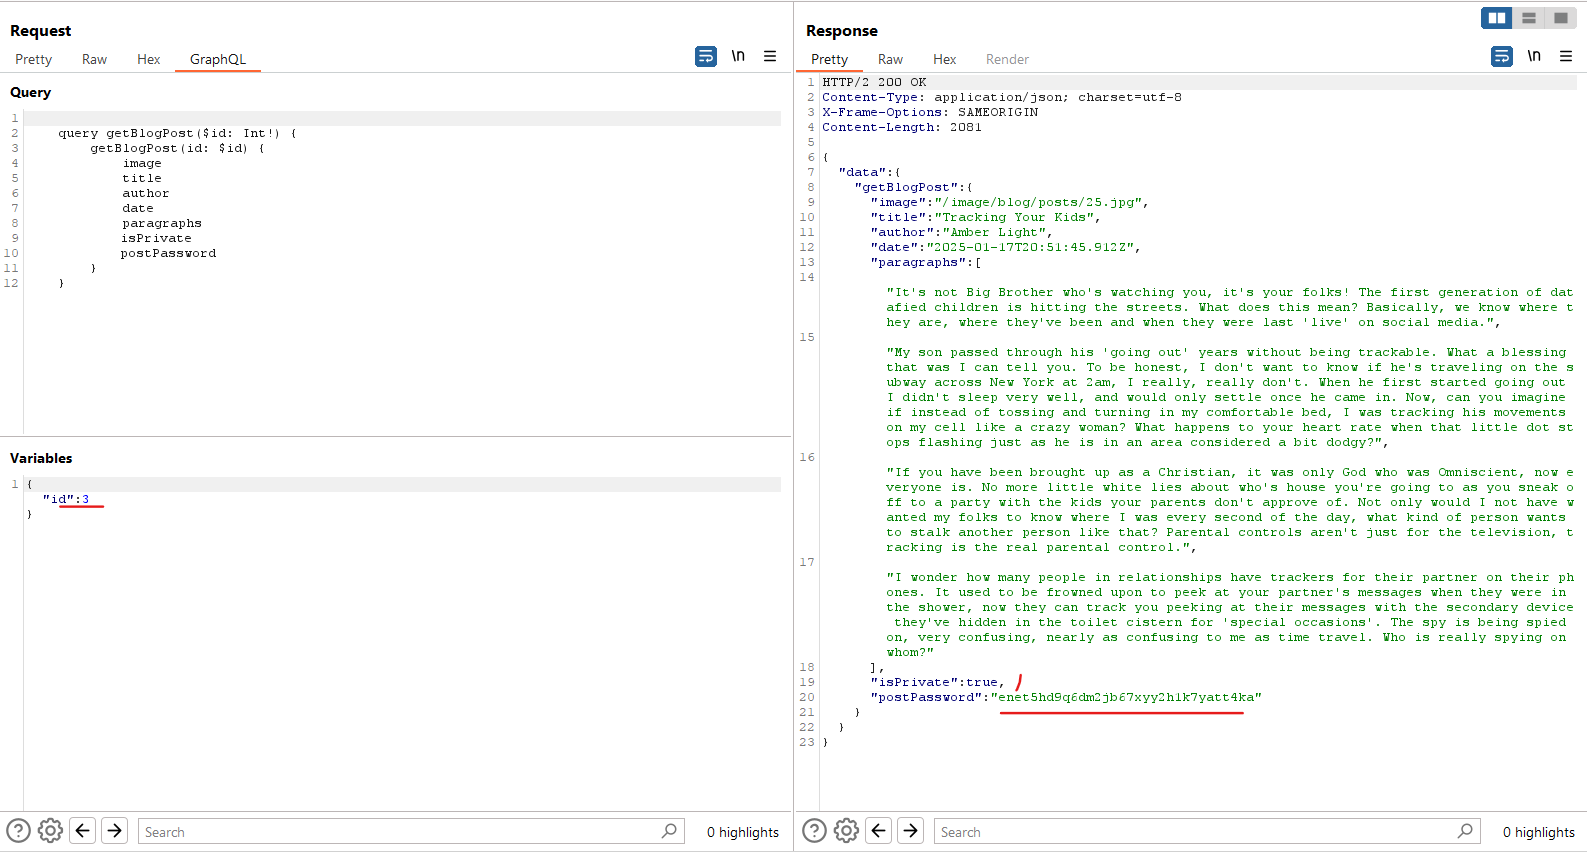 Request
Pretty Raw Hex GraphQL \n
Query
1
2 query getBlogPost($id: Int!) {
3 getBlogPost(id: $id) {
4 image
5 title
6 author
7 date
8 paragraphs
9 isPrivate
10 postPassword
11 }
12 }
Variables
1 {
"id":3
}
? Search 0 highlights
Response
Pretty Raw Hex Render \n
1 HTTP/2 200 OK
2 Content-Type: application/json; charset=utf-8
3 X-Frame-Options: SAMEORIGIN
4 Content-Length: 2081
5
6 {
7 "data":{
8 "getBlogPost":{
9 "image":"/image/blog/posts/25.jpg",
10 "title":"Tracking Your Kids",
11 "author":"Amber Light",
12 "date":"2025-01-17T20:51:45.912Z",
13 "paragraphs":[
14
"It's not Big Brother who's watching you, it's your folks! The first generation of dat
afied children is hitting the streets. What does this mean? Basically, we know where t
hey are, where they've been and when they were last 'live' on social media.",
15
"My son passed through his 'going out' years without being trackable. What a blessing
that was I can tell you. To be honest, I don't want to know if he's traveling on the s
ubway across New York at 2am, I really, really don't. When he first started going out
I didn't sleep very well, and would only settle once he came in. Now, can you imagine
if instead of tossing and turning in my comfortable bed, I was tracking his movements
on my cell like a crazy woman? What happens to your heart rate when that little dot st
ops flashing just as he is in an area considered a bit dodgy?",
16
"If you have been brought up as a Christian, it was only God who was Omniscient, now e
veryone is. No more little white lies about who's house you're going to as you sneak o
ff to a party with the kids your parents don't approve of. Not only would I not have w
anted my folks to know where I was every second of the day, what kind of person wants
to stalk another person like that? Parental controls aren't just for the television, t
racking is the real parental control.",
17
"I wonder how many people in relationships have trackers for their partner on their ph
ones. It used to be frowned upon to peek at your partner's messages when they were in
the shower, now they can track you peeking at their messages with the secondary device
they've hidden in the toilet cistern for 'special occasions'. The spy is being spied
on, very confusing, nearly as confusing to me as time travel. Who is really spying on
whom?"
18 ],
19 "isPrivate":true,
20 "postPassword":"enet5hd9q6dm2jb67xyy2h1k7yatt4ka"
21 }
22 }
23 }
? Search 0 highlights